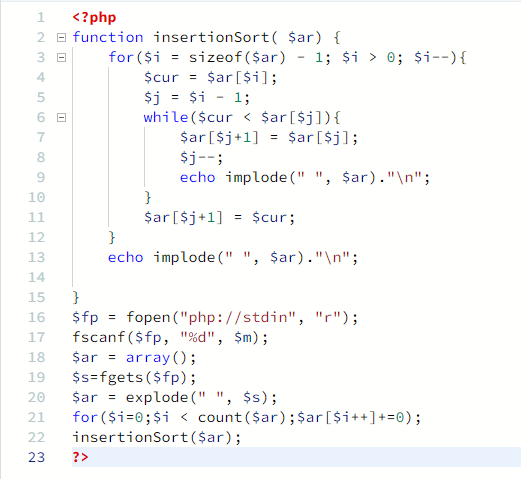 1 <?php
2 function insertionSort( $ar) {
3 for($i = sizeof($ar) - 1; $i > 0; $i--){
4 $cur = $ar[$i];
5 $j = $i - 1;
6 while($cur < $ar[$j]){
7 $ar[$j+1] = $ar[$j];
8 $j--;
9 echo implode(" ", $ar)."\n";
10 }
11 $ar[$j+1] = $cur;
12 }
13 echo implode(" ", $ar)."\n";
14
15 }
16 $fp = fopen("php://stdin", "r");
17 fscanf($fp, "%d", $m);
18 $ar = array();
19 $s=fgets($fp);
20 $ar = explode(" ", $s);
21 for($i=0;$i < count($ar);$ar[$i++]+=0);
22 insertionSort($ar);
23 ?>